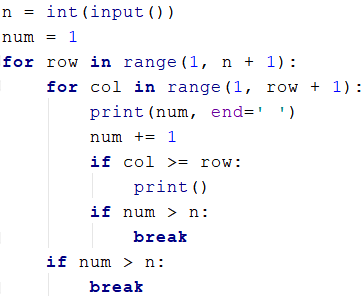 n = int(input())
num = 1
for row in range(1, n + 1):
    for col in range(1, row + 1):
        print(num, end=' ')
        num += 1
        if col >= row:
            print()
        if num > n:
            break
    if num > n:
        break